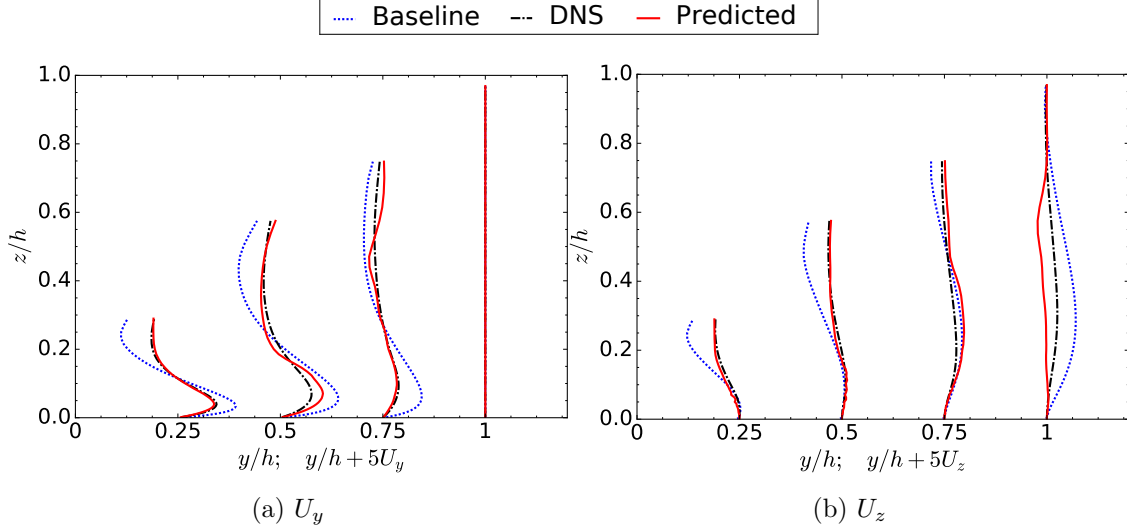 Baseline DNS Predicted
1.0
0.8
0.6
0.4
0.2
0.0
z/h
0 0.25 0.5 0.75 1
y/h; y/h + 5U_y
(a) U_y
1.0
0.8
0.6
0.4
0.2
0.0
z/h
0 0.25 0.5 0.75 1
y/h; y/h + 5U_z
(b) U_z